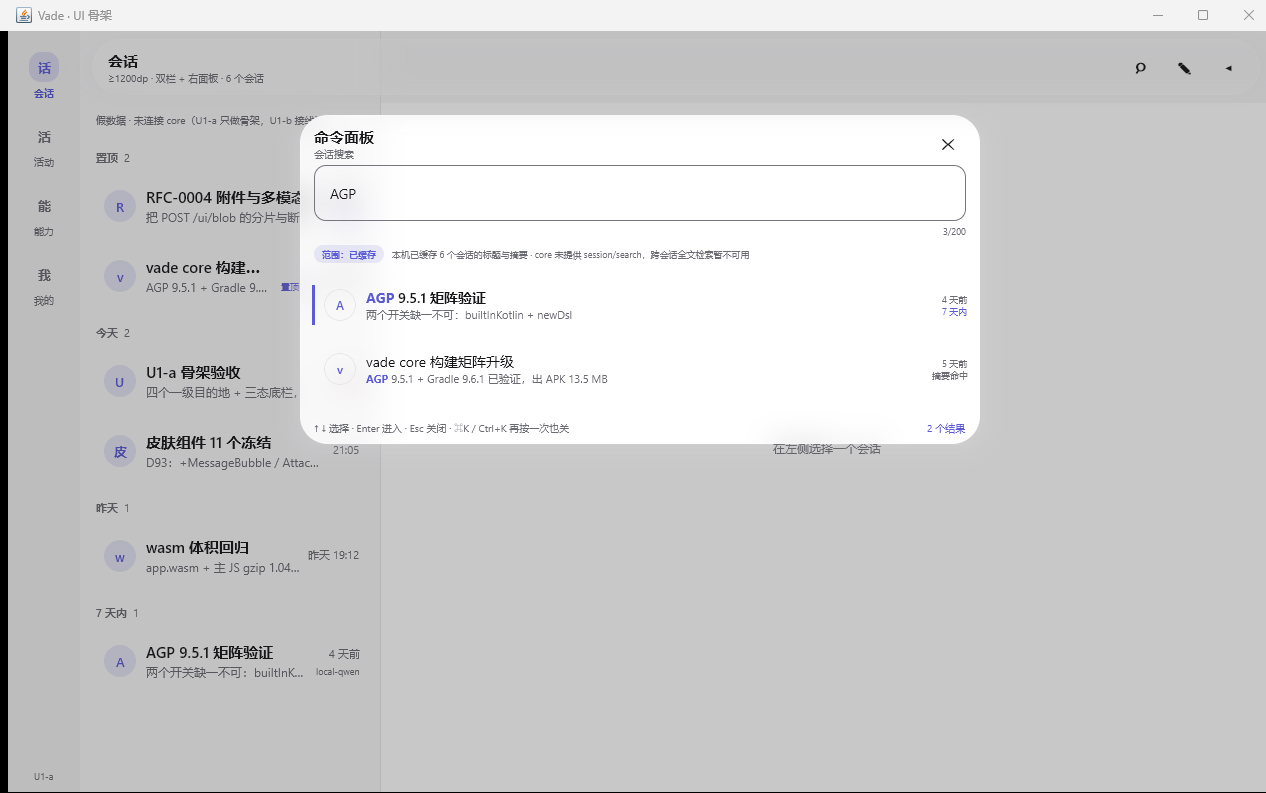 Vade · UI 骨架
话
会话
活
活动
能
能力
我
我的
U1-a
会话
≥1200dp · 双栏 + 右面板 · 6 个会话
假数据 · 未连接 core（U1-a 只做骨架，U1-b 接
置顶 2
R
RFC-0004 附件与多模态
把 POST /ui/blob 的分片与断
v
vade core 构建...
AGP 9.5.1 + Gradle 9....
置顶
今天 2
U
U1-a 骨架验收
四个一级目的地 + 三态底栏,
皮
皮肤组件 11 个冻结
D93：+MessageBubble / Attac...
21:05
昨天 1
w
wasm 体积回归
app.wasm + 主 JS gzip 1.04...
昨天 19:12
7 天内 1
A
AGP 9.5.1 矩阵验证
两个开关缺一不可：builtInK...
4 天前
local-qwen
命令面板
会话搜索
AGP
3/200
范围：已缓存
本机已缓存 6 个会话的标题与摘要 · core 未提供 session/search，跨会话全文检索暂不可用
A
AGP 9.5.1 矩阵验证
两个开关缺一不可：builtInKotlin + newDsl
4 天前
7 天内
v
vade core 构建矩阵升级
AGP 9.5.1 + Gradle 9.6.1 已验证，出 APK 13.5 MB
5 天前
摘要命中
↑↓ 选择 · Enter 进入 · Esc 关闭 · ⌘K / Ctrl+K 再按一次也关
2 个结果
在左侧选择一个会话